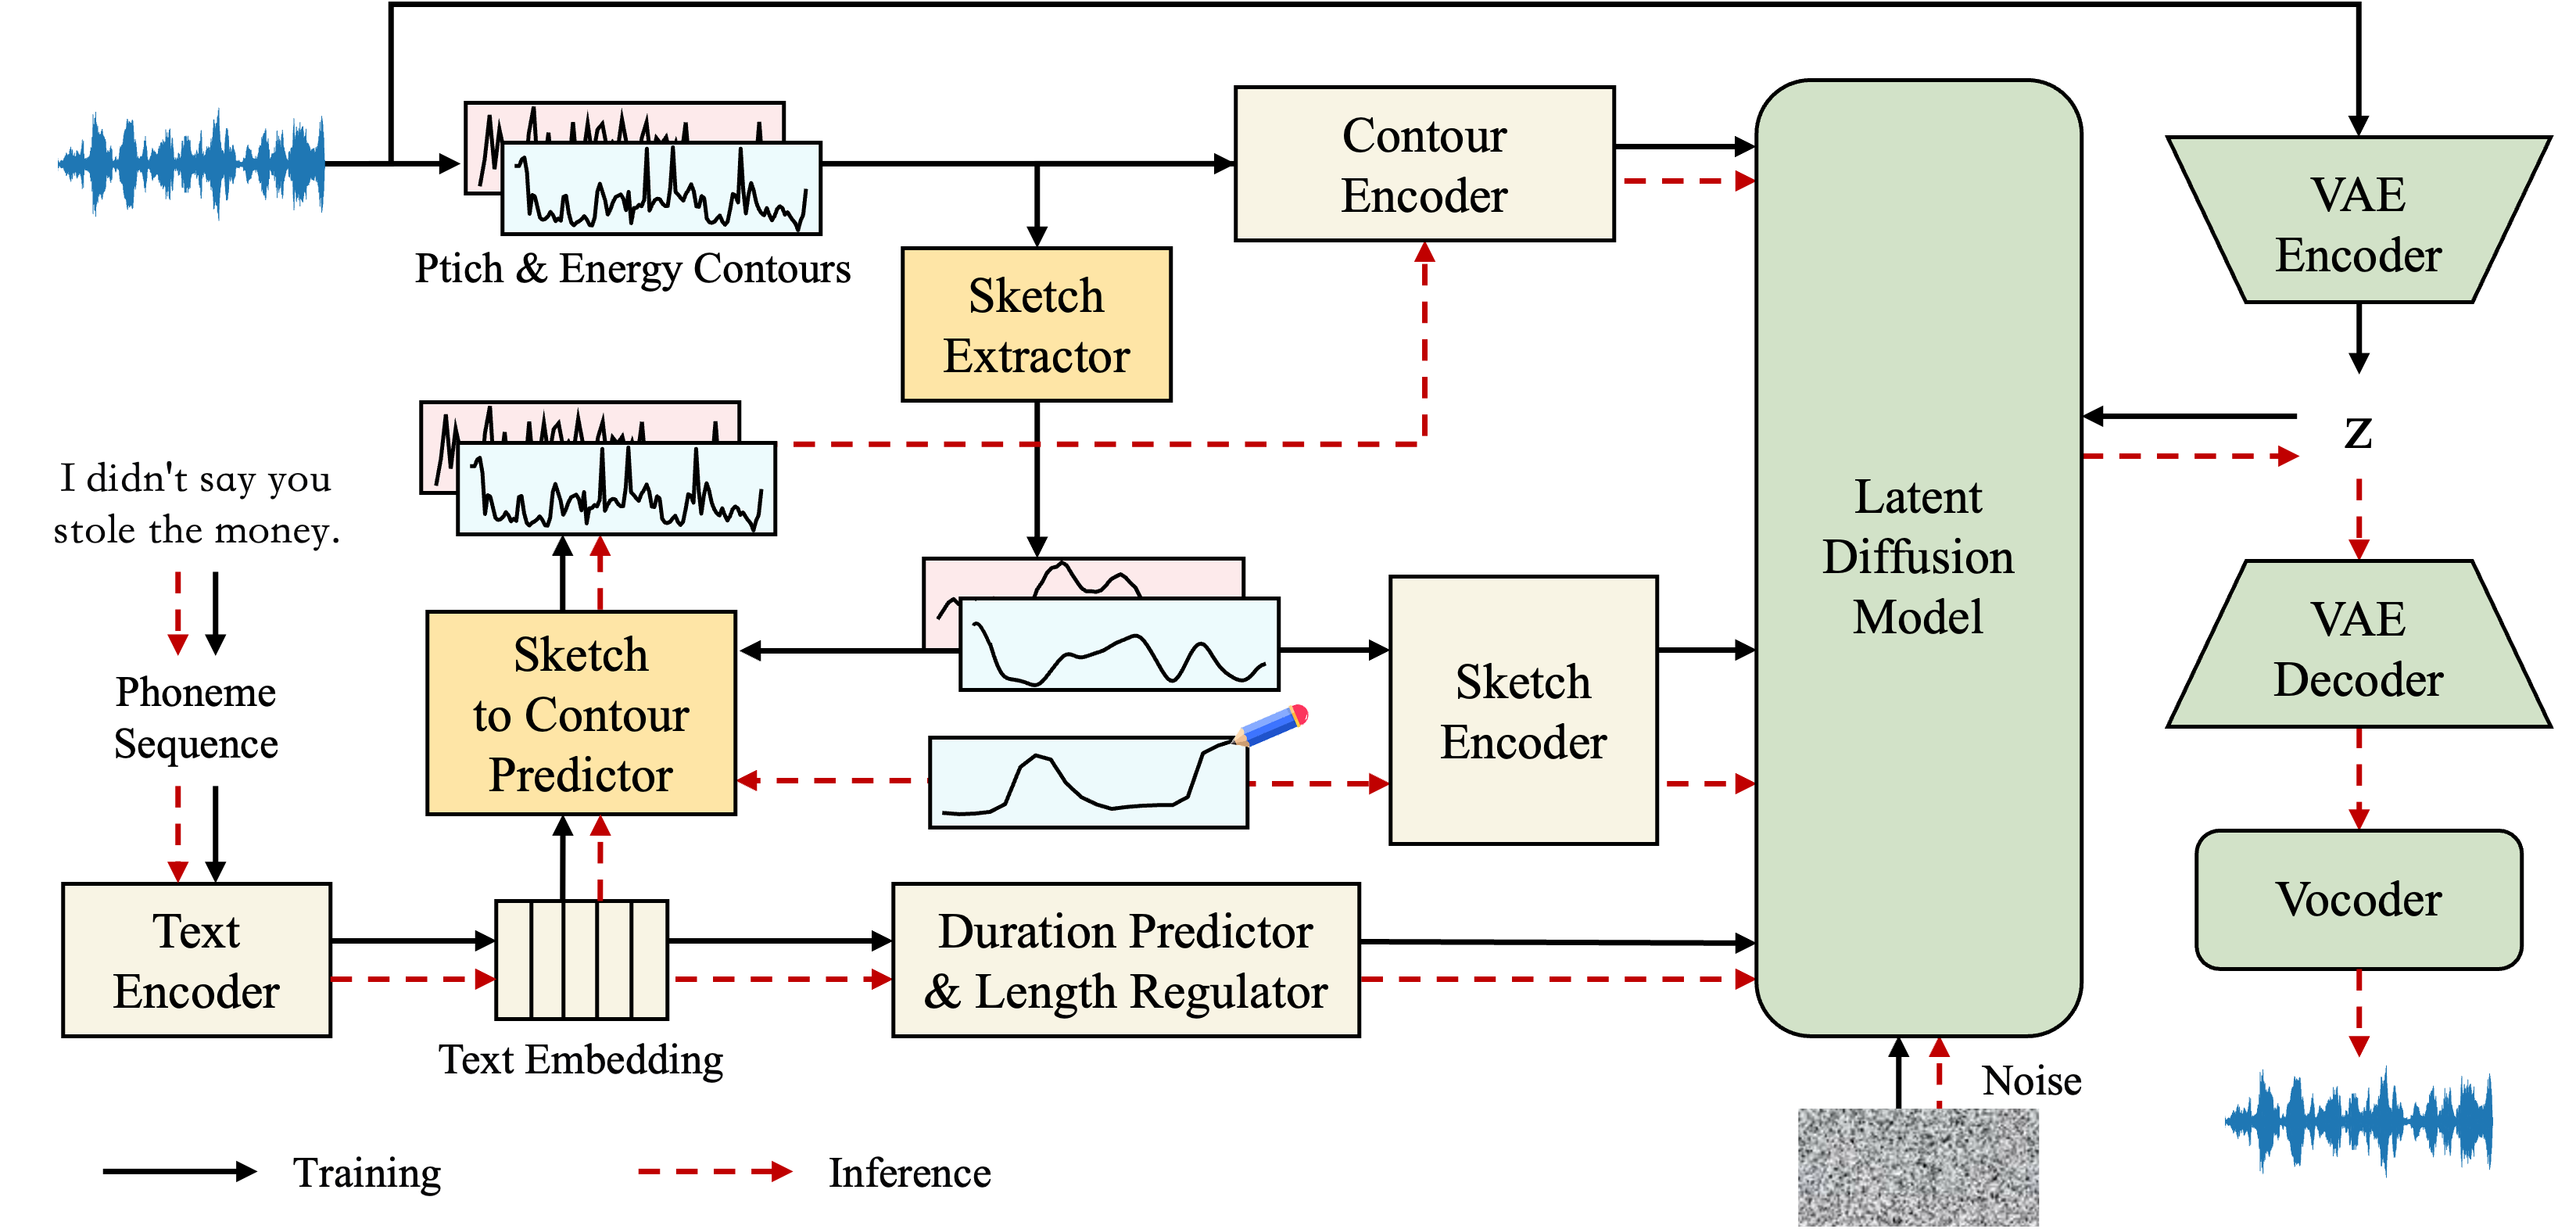 Ptich & Energy Contours
Contour
Encoder
VAE
Encoder
Sketch
Extractor
z
I didn't say you
stole the money.
Phoneme
Sequence
Sketch
to Contour
Predictor
Sketch
Encoder
Latent
Diffusion
Model
VAE
Decoder
Vocoder
Text
Encoder
Text Embedding
Duration Predictor
& Length Regulator
Noise
Training
Inference